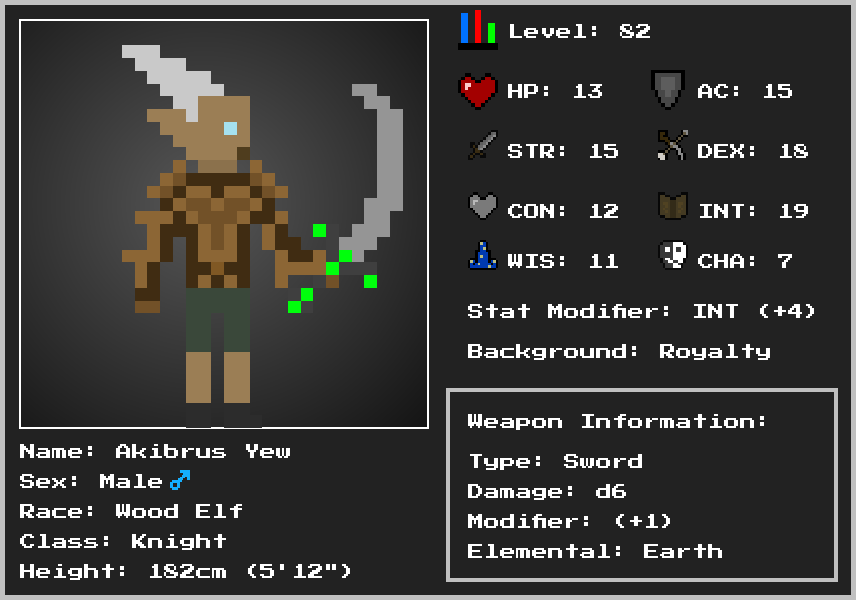 Level: 82
HP: 13
AC: 15
STR: 15
DEX: 18
CON: 12
INT: 19
WIS: 11
CHA: 7
Stat Modifier: INT (+4)
Background: Royalty
Name: Akibrus Yew
Sex: Male♂
Race: Wood Elf
Class: Knight
Height: 182cm (5'12")
Weapon Information:
Type: Sword
Damage: d6
Modifier: (+1)
Elemental: Earth